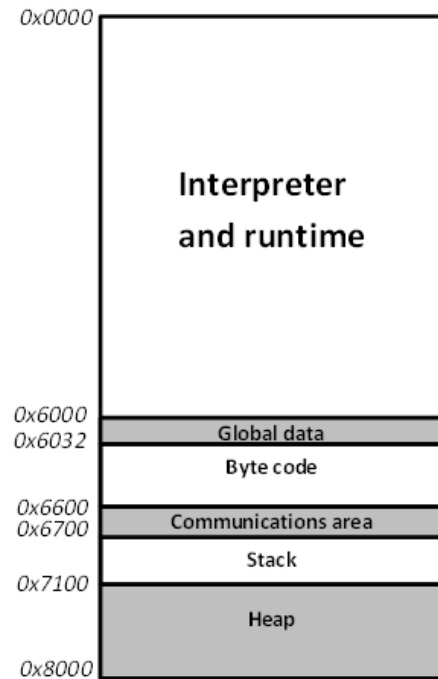 0x0000
Interpreter
and runtime
0x6000
Global data
0x6032
Byte code
0x6600
Communications area
0x6700
Stack
0x7100
Heap
0x8000